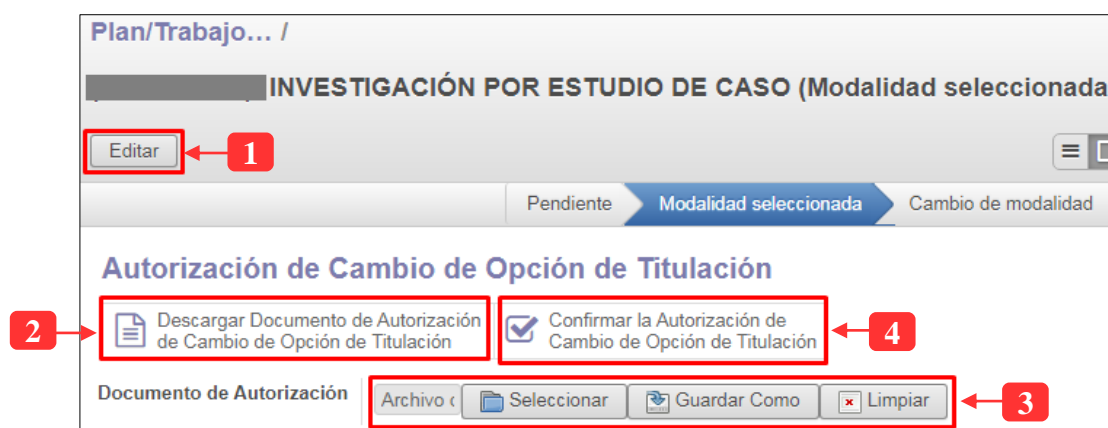 Plan/Trabajo... /
INVESTIGACIÓN POR ESTUDIO DE CASO (Modalidad seleccionada
Editar
1
Pendiente Modalidad seleccionada Cambio de modalidad
Autorización de Cambio de Opción de Titulación
2
Descargar Documento de Autorización
de Cambio de Opción de Titulación
Confirmar la Autorización de
Cambio de Opción de Titulación
4
Documento de Autorización Archivo Seleccionar Guardar Como Limpiar
3